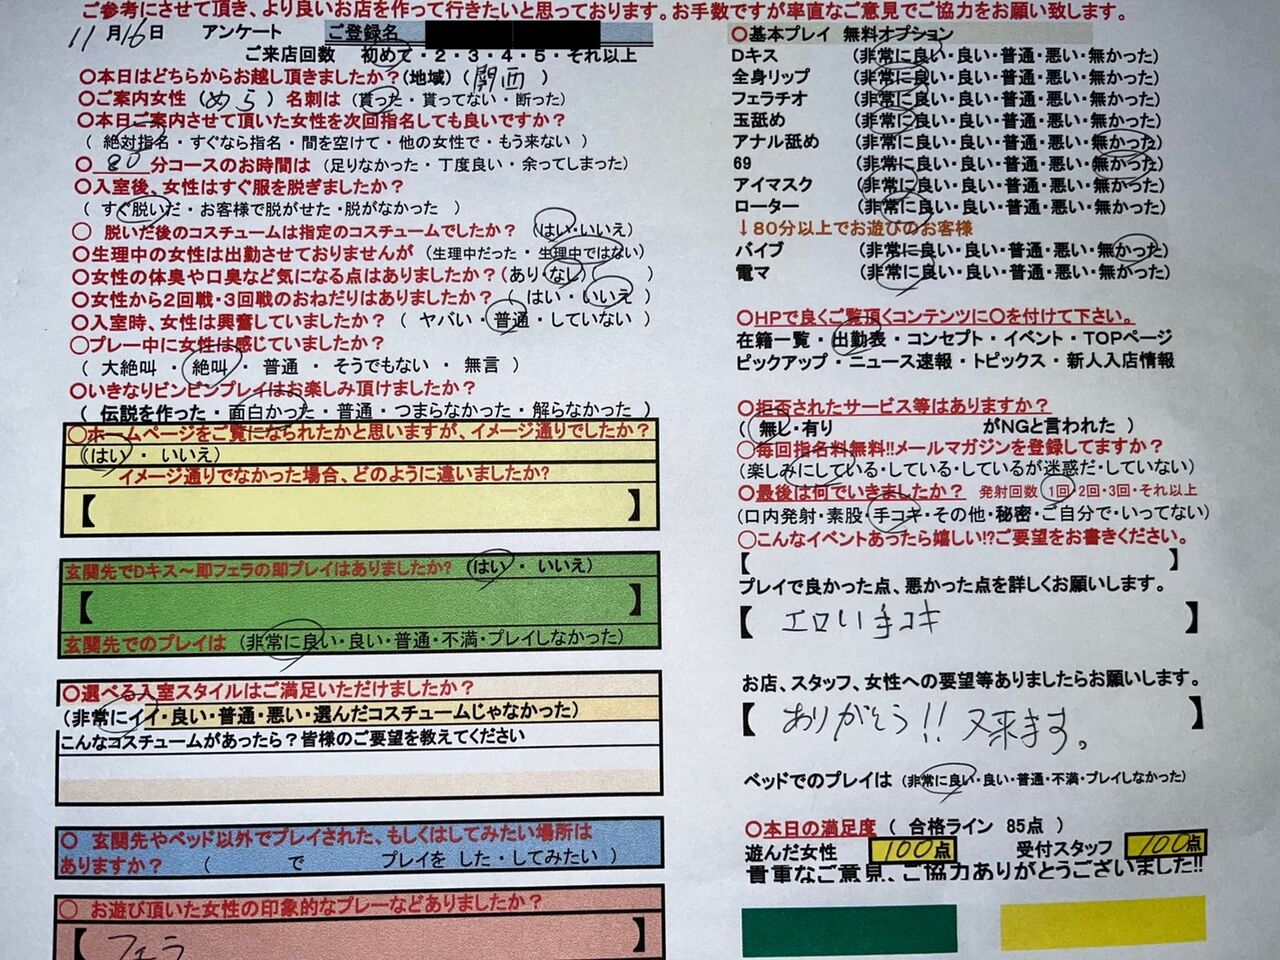 ご参考にさせて頂き、より良いお店を作って行きたいと思っております。お手数ですが率直なご意見でご協力をお願い致します。
11月16日 アンケート ご登録名
ご来店回数 初めて・2・3・4・5・それ以上
〇本日はどちらからお越し頂きましたか?(地域)(関西)
〇ご案内女性(めら)名刺は(貰った・貰ってない・断った)
〇本日ご案内させて頂いた女性を次回指名しても良いですか?
(絶対指名・すぐなら指名・間を空けて・他の女性で・もう来ない)
〇 80 分コースのお時間は(足りなかった・丁度良い・余ってしまった)
〇入室後、女性はすぐ服を脱ぎましたか?
(すぐ脱いだ・お客様で脱がせた・脱がなかった )
〇 脱いだ後のコスチュームは指定のコスチュームでしたか?(はい・いいえ)
〇生理中の女性は出勤させておりませんが(生理中だった・生理中ではない)
〇女性の体臭や口臭など気になる点はありましたか?(あり・なし)( )
〇女性から2回戦・3回戦のおねだりはありましたか?( はい・いいえ )
〇入室時、女性は興奮していましたか?( ヤバい・普通・していない )
〇プレー中に女性は感じていましたか?
( 大絶叫 ・ 絶叫 ・ 普通 ・ そうでもない ・ 無言 )
〇いきなりビンビンプレイはお楽しみ頂けましたか?
( 伝説を作った・面白かった・普通・つまらなかった・解らなかった )
〇ホームページをご覧になられたかと思いますが、イメージ通りでしたか?
(はい ・ いいえ)
イメージ通りでなかった場合、どのように違いましたか?
【 】
玄関先でDキス～即フェラの即プレイはありましたか? (はい ・ いいえ)
【 】
玄関先でのプレイは (非常に良い・良い・普通・不満・プレイしなかった)
〇選べる入室スタイルはご満足いただけましたか?
(非常にイイ・良い・普通・悪い・選んだコスチュームじゃなかった)
こんなコスチュームがあったら?皆様のご要望を教えてください
〇 玄関先やベッド以外でプレイされた、もしくはしてみたい場所は
ありますか? ( で プレイを した・してみたい )
〇 お遊び頂いた女性の印象的なプレーなどありましたか?
【 フェラ 】
〇基本プレイ 無料オプション
Dキス (非常に良い・良い・普通・悪い・無かった)
全身リップ (非常に良い・良い・普通・悪い・無かった)
フェラチオ (非常に良い・良い・普通・悪い・無かった)
玉舐め (非常に良い・良い・普通・悪い・無かった)
アナル舐め (非常に良い・良い・普通・悪い・無かった)
69 (非常に良い・良い・普通・悪い・無かった)
アイマスク (非常に良い・良い・普通・悪い・無かった)
ローター (非常に良い・良い・普通・悪い・無かった)
↓80分以上でお遊びのお客様
バイブ (非常に良い・良い・普通・悪い・無かった)
電マ (非常に良い・良い・普通・悪い・無かった)
〇HPで良くご覧頂くコンテンツに〇を付けて下さい。
在籍一覧・出勤表・コンセプト・イベント・TOPページ
ピックアップ・ニュース速報・トピックス・新人入店情報
〇拒否されたサービス等はありますか?
( 無し・有り がNGと言われた )
〇毎回指名料無料!!メールマガジンを登録してますか?
(楽しみにしている・している・しているが迷惑だ・していない)
〇最後は何でいきましたか? 発射回数 1回・2回・3回・それ以上
(口内発射・素股・手コキ・その他・秘密・ご自分で・いってない)
〇こんなイベントあったら嬉しい!?ご要望をお書きください。
【 】
プレイで良かった点、悪かった点を詳しくお願いします。
【 エロい手コキ 】
お店、スタッフ、女性への要望等ありましたらお願いします。
【 ありがとう!! 又来ます。 】
ベッドでのプレイは (非常に良い・良い・普通・不満・プレイしなかった)
〇本日の満足度 ( 合格ライン 85点 )
遊んだ女性 100点 受付スタッフ 100点
貴重なご意見、ご協力ありがとうございました!!